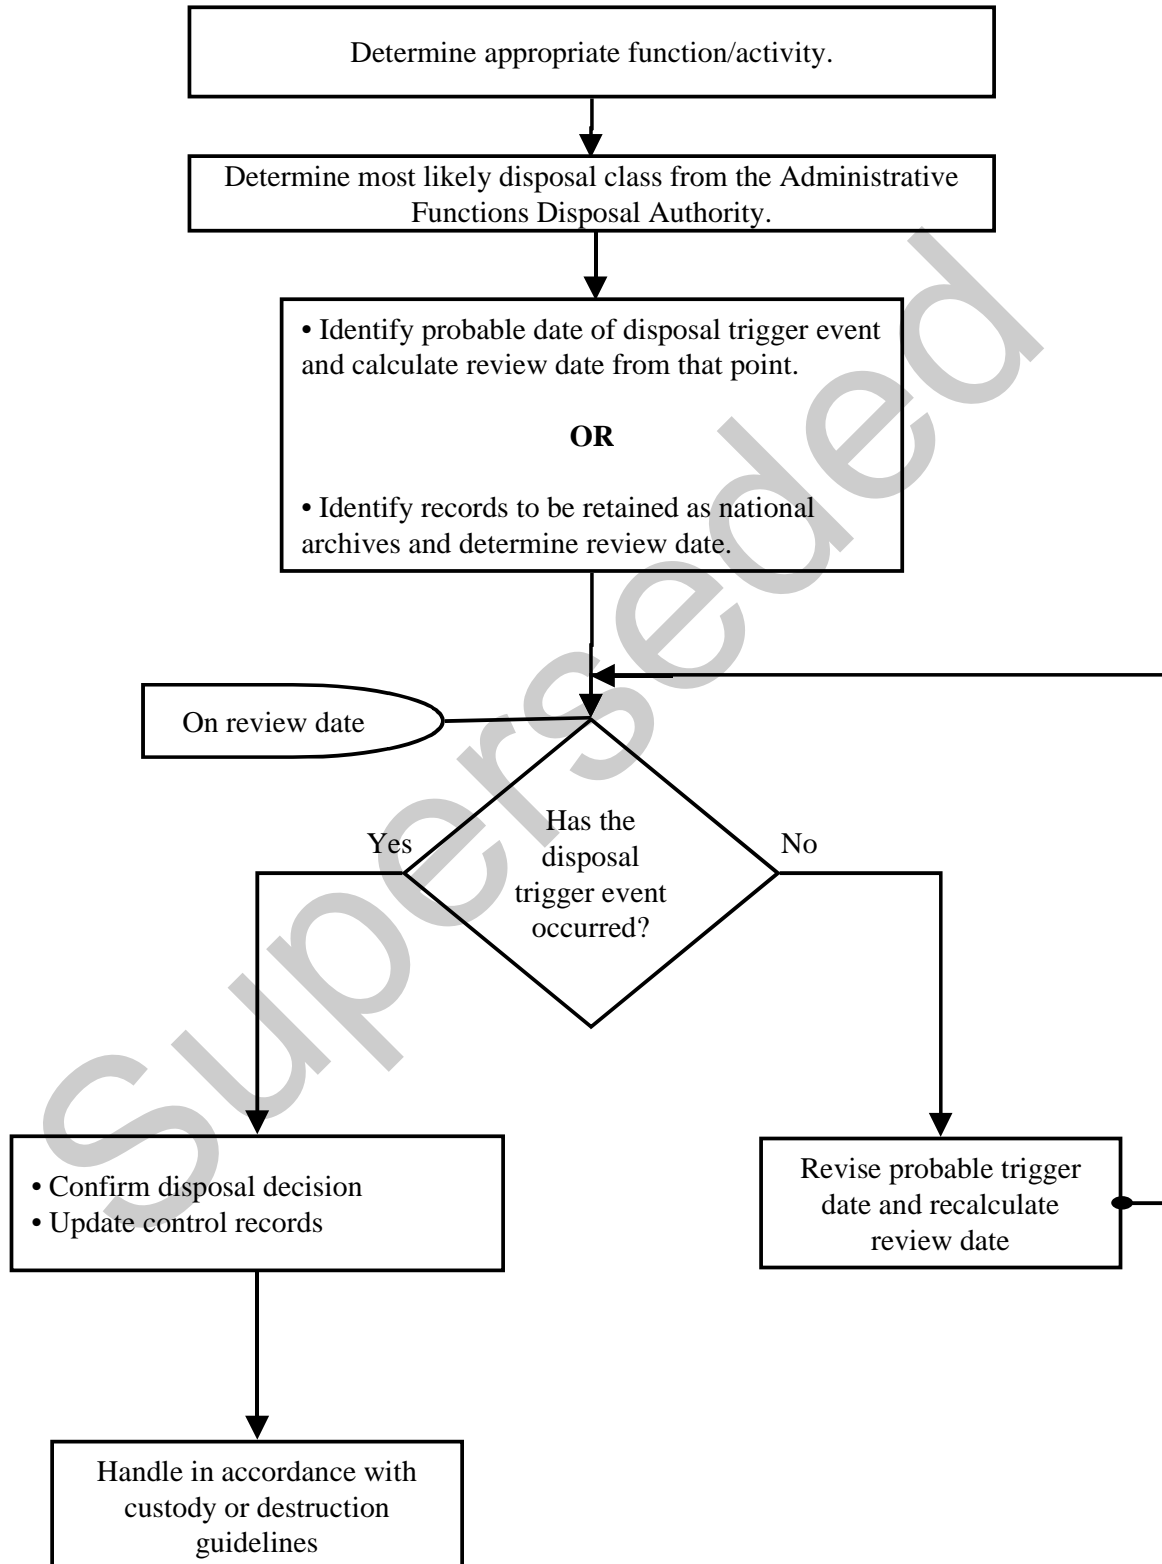 Determine appropriate function/activity.
Determine most likely disposal class from the Administrative
Functions Disposal Authority.
• Identify probable date of disposal trigger event
and calculate review date from that point.
OR
• Identify records to be retained as national
archives and determine review date.
On review date
Has the
disposal
trigger event
occurred?
Yes
No
• Confirm disposal decision
• Update control records
Revise probable trigger
date and recalculate
review date
Handle in accordance with
custody or destruction
guidelines
Superseded